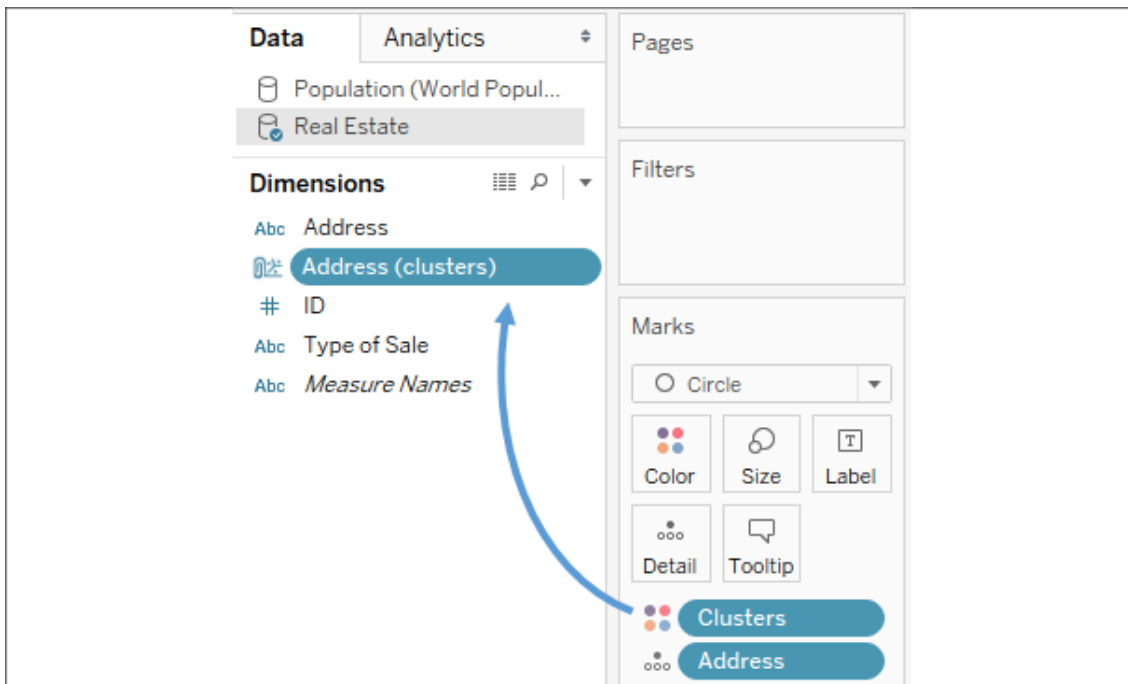 Data
Analytics
Population (World Popul...
Real Estate
Dimensions
Abc Address
Address (clusters)
# ID
Abc Type of Sale
Abc Measure Names
Pages
Filters
Marks
Circle
Color
Size
T
Label
Detail
Tooltip
Clusters
Address